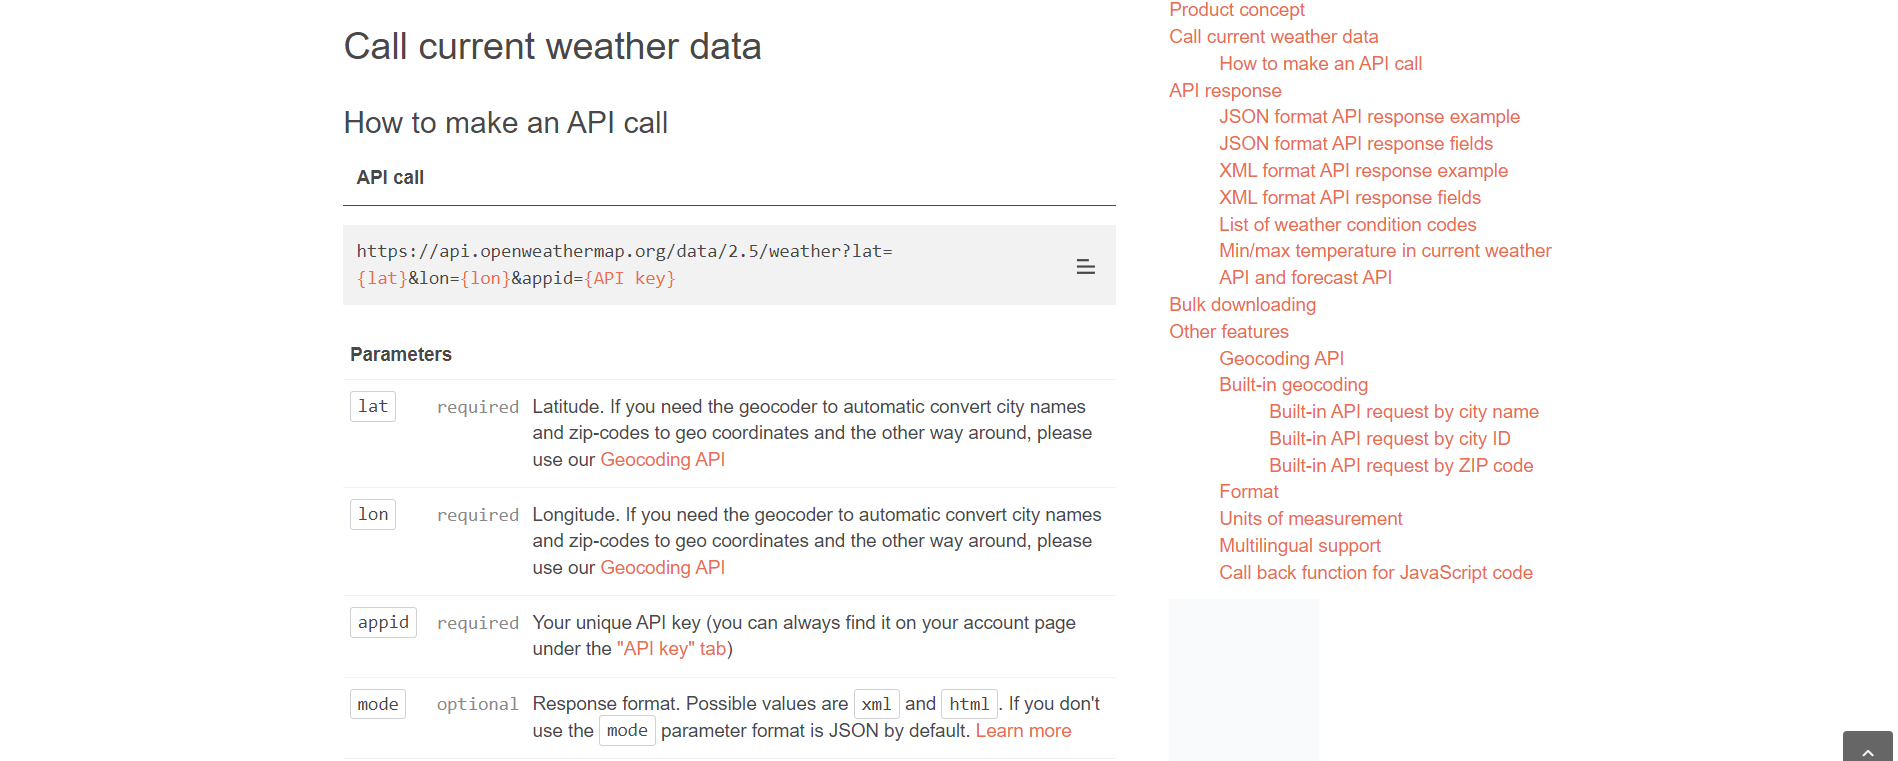 Call current weather data
How to make an API call
API call
https://api.openweathermap.org/data/2.5/weather?lat=
{lat}&lon={lon}&appid={API key}
Parameters
lat required Latitude. If you need the geocoder to automatic convert city names
and zip-codes to geo coordinates and the other way around, please
use our Geocoding API
lon required Longitude. If you need the geocoder to automatic convert city names
and zip-codes to geo coordinates and the other way around, please
use our Geocoding API
appid required Your unique API key (you can always find it on your account page
under the "API key" tab)
mode optional Response format. Possible values are xml and html. If you don't
use the mode parameter format is JSON by default. Learn more
Product concept
Call current weather data
How to make an API call
API response
JSON format API response example
JSON format API response fields
XML format API response example
XML format API response fields
List of weather condition codes
Min/max temperature in current weather
API and forecast API
Bulk downloading
Other features
Geocoding API
Built-in geocoding
Built-in API request by city name
Built-in API request by city ID
Built-in API request by ZIP code
Format
Units of measurement
Multilingual support
Call back function for JavaScript code